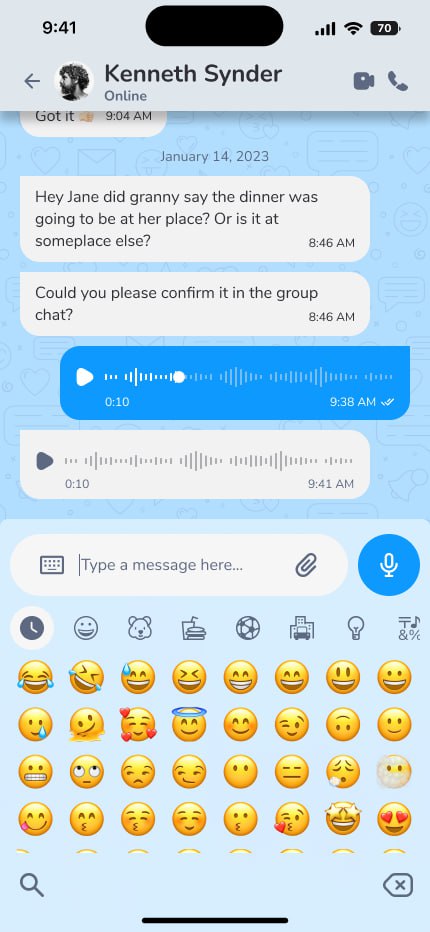 9:41
70
Kenneth Synder
Online
Got it 👍🏻 9:04 AM
January 14, 2023
Hey Jane did granny say the dinner was
going to be at her place? Or is it at
someplace else?
8:46 AM
Could you please confirm it in the group
chat?
8:46 AM
0:10
9:38 AM
0:10
9:41 AM
Type a message here...
&%